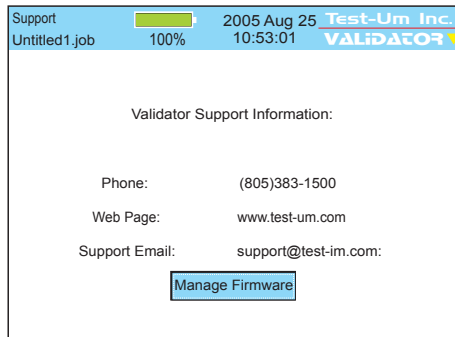 Support 2005 Aug 25 Test-Um Inc.
Untitled1.job 100% 10:53:01 VALIDATOR
Validator Support Information:
Phone: (805)383-1500
Web Page: www.test-um.com
Support Email: support@test-im.com:
Manage Firmware